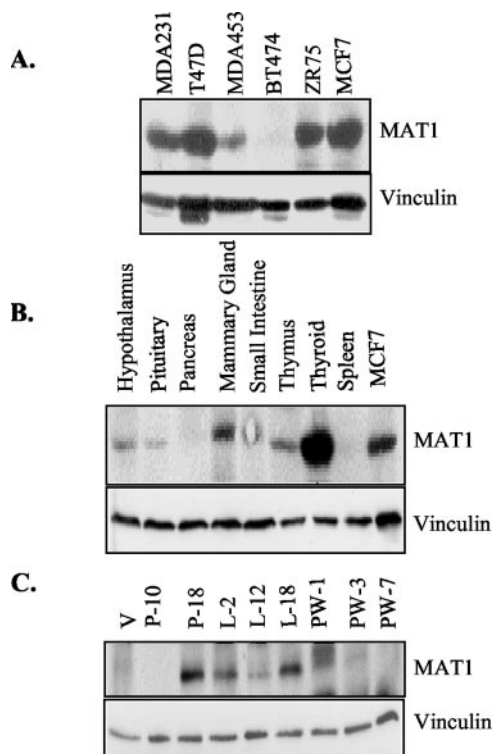 A.
MDA231
T47D
MDA453
BT474
ZR75
MCF7
MAT1
Vinculin
B.
Hypothalamus
Pituitary
Pancreas
Mammary Gland
Small Intestine
Thymus
Thyroid
Spleen
MCF7
MAT1
Vinculin
C.
V
P-10
P-18
L-2
L-12
L-18
PW-1
PW-3
PW-7
MAT1
Vinculin